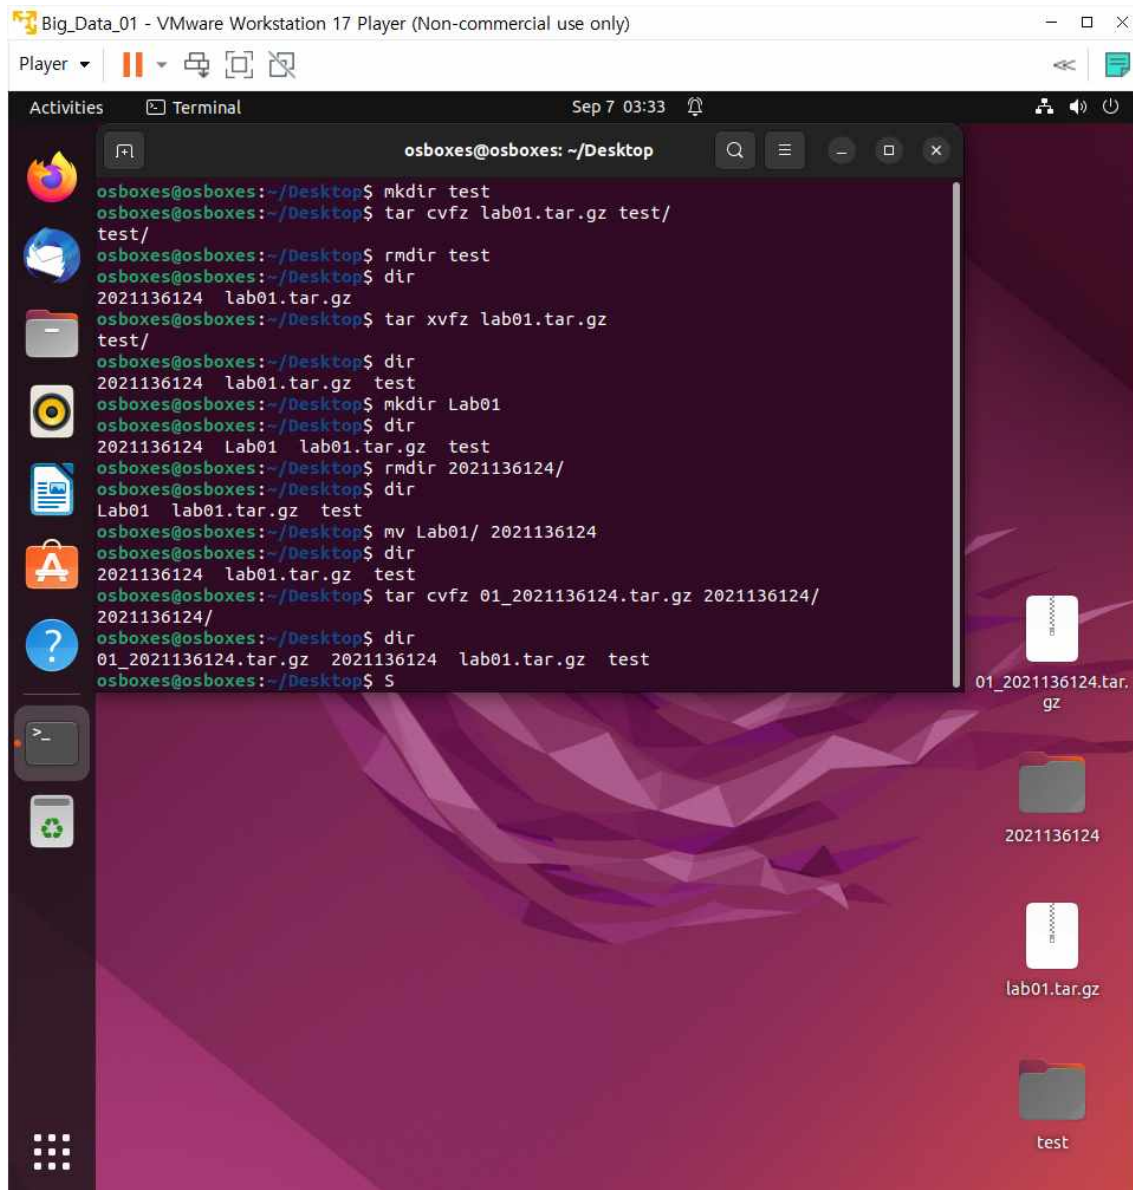 Big_Data_01 - VMware Workstation 17 Player (Non-commercial use only)
Player
Activities Terminal Sep 7 03:33
osboxes@osboxes: ~/Desktop
osboxes@osboxes:~/Desktop$ mkdir test
osboxes@osboxes:~/Desktop$ tar cvfz lab01.tar.gz test/
test/
osboxes@osboxes:~/Desktop$ rmdir test
osboxes@osboxes:~/Desktop$ dir
2021136124  lab01.tar.gz
osboxes@osboxes:~/Desktop$ tar xvfz lab01.tar.gz
test/
osboxes@osboxes:~/Desktop$ dir
2021136124  lab01.tar.gz  test
osboxes@osboxes:~/Desktop$ mkdir Lab01
osboxes@osboxes:~/Desktop$ dir
2021136124  Lab01  lab01.tar.gz  test
osboxes@osboxes:~/Desktop$ rmdir 2021136124/
osboxes@osboxes:~/Desktop$ dir
Lab01  lab01.tar.gz  test
osboxes@osboxes:~/Desktop$ mv Lab01/ 2021136124
osboxes@osboxes:~/Desktop$ dir
2021136124  lab01.tar.gz  test
osboxes@osboxes:~/Desktop$ tar cvfz 01_2021136124.tar.gz 2021136124/
2021136124/
osboxes@osboxes:~/Desktop$ dir
01_2021136124.tar.gz  2021136124  lab01.tar.gz  test
osboxes@osboxes:~/Desktop$ S
01_2021136124.tar.
gz
2021136124
lab01.tar.gz
test